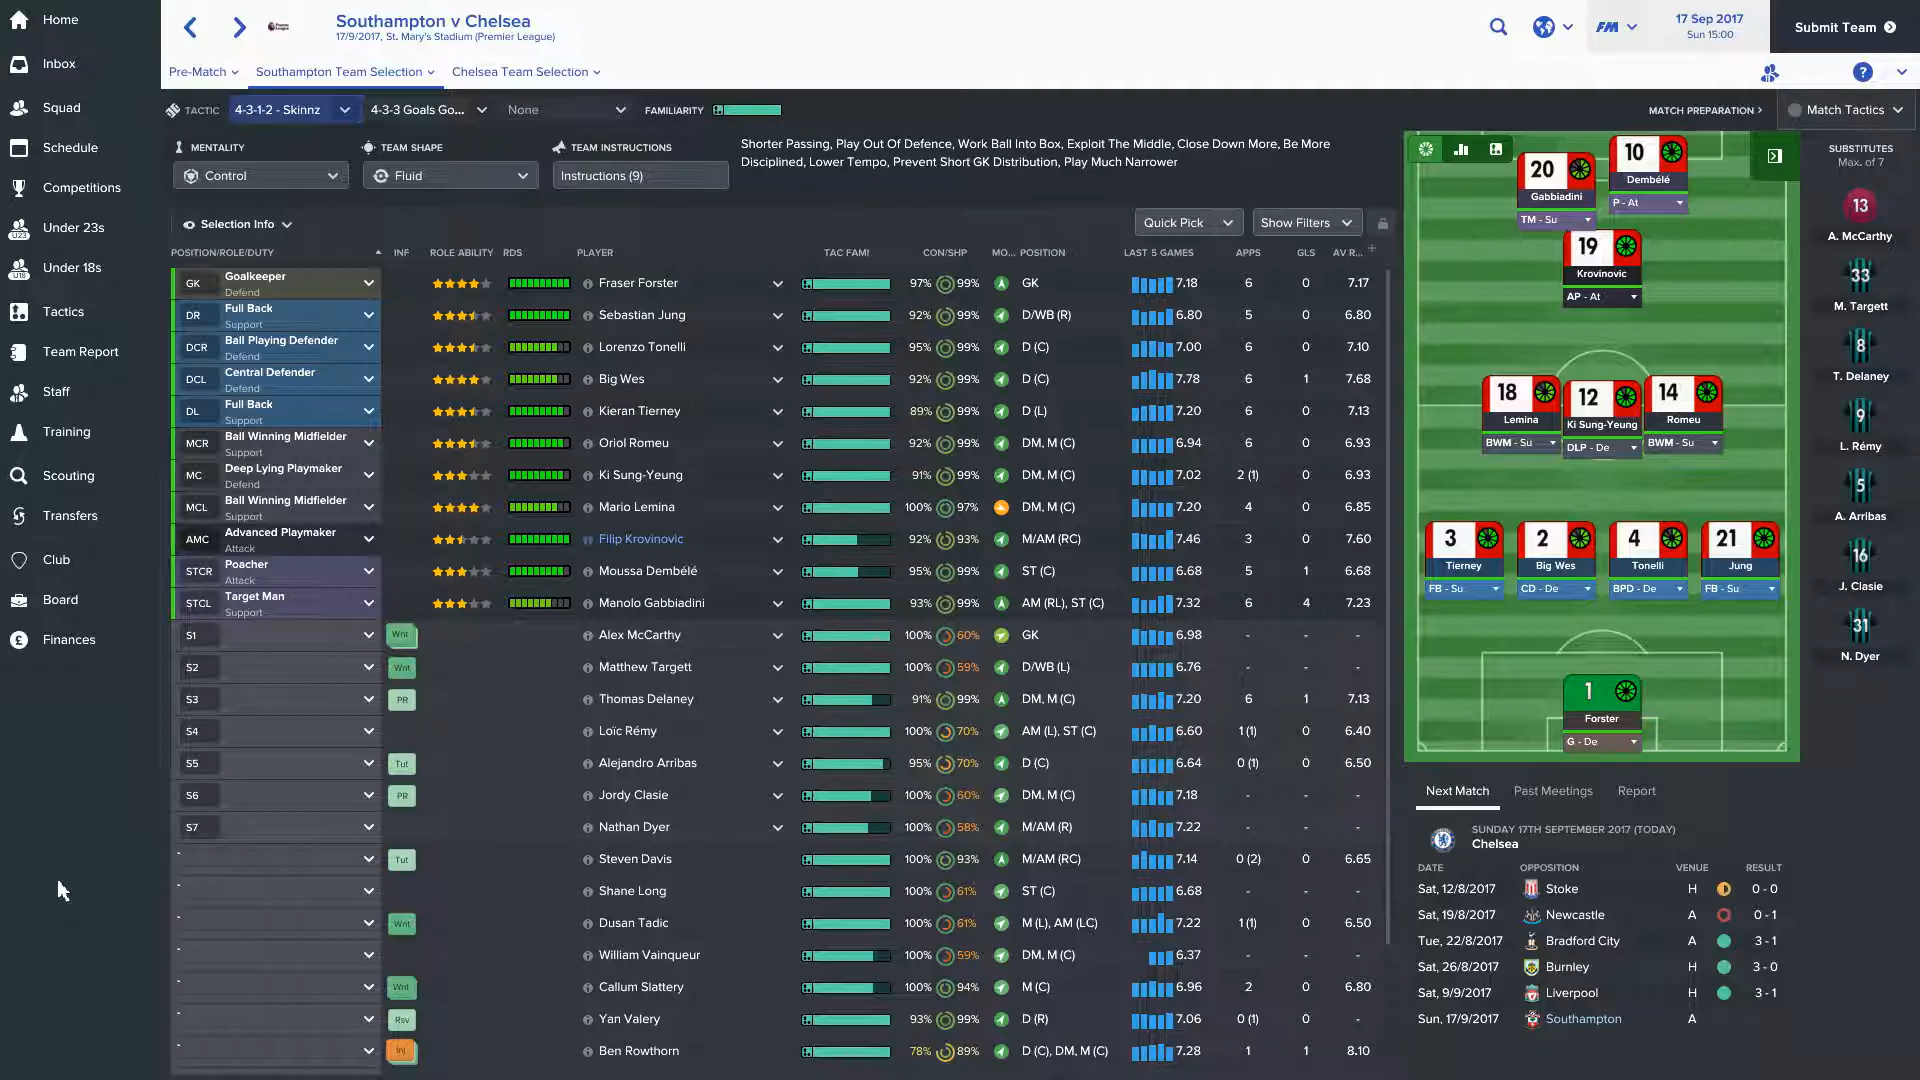 Home
Inbox
Squad
Schedule
Competitions
Under 23s
Under 18s
Tactics
Team Report
Staff
Training
Scouting
Transfers
Club
Board
Finances
Southampton v Chelsea
17/9/2017, St. Mary's Stadium (Premier League)
FM
17 Sep 2017
Sun 15:00
Submit Team
Pre-Match
Southampton Team Selection
Chelsea Team Selection
TACTIC 4-3-1-2 - Skinnz 4-3-3 Goals Go... None FAMILIARITY
MATCH PREPARATION >
Match Tactics
MENTALITY TEAM SHAPE TEAM INSTRUCTIONS
Control Fluid Instructions (9)
Shorter Passing, Play Out Of Defence, Work Ball Into Box, Exploit The Middle, Close Down More, Be More
Disciplined, Lower Tempo, Prevent Short GK Distribution, Play Much Narrower
Selection Info Quick Pick Show Filters
POSITION/ROLE/DUTY INF ROLE ABILITY RDS PLAYER TAC FAMI CON/SHP MO... POSITION LAST 5 GAMES APPS GLS AV R...
GK Goalkeeper Defend Fraser Forster 97% 99% GK 7.18 6 0 7.17
DR Full Back Support Sebastian Jung 92% 99% D/WB (R) 6.80 5 0 6.80
DCR Ball Playing Defender Defend Lorenzo Tonelli 95% 99% D (C) 7.00 6 0 7.10
DCL Central Defender Defend Big Wes 92% 99% D (C) 7.78 6 1 7.68
DL Full Back Support Kieran Tierney 89% 99% D (L) 7.20 6 0 7.13
MCR Ball Winning Midfielder Support Oriol Romeu 92% 99% DM, M (C) 6.94 6 0 6.93
MC Deep Lying Playmaker Defend Ki Sung-Yeung 91% 99% DM, M (C) 7.02 2 (1) 0 6.93
MCL Ball Winning Midfielder Support Mario Lemina 100% 97% DM, M (C) 7.20 4 0 6.85
AMC Advanced Playmaker Attack Filip Krovinovic 92% 93% M/AM (RC) 7.46 3 0 7.60
STCR Poacher Attack Moussa Dembélé 95% 99% ST (C) 6.68 5 1 6.68
STCL Target Man Support Manolo Gabbiadini 93% 99% AM (RL), ST (C) 7.32 6 4 7.23
S1 Wnt Alex McCarthy 100% 60% GK 6.98 - - -
S2 Wnt Matthew Targett 100% 59% D/WB (L) 6.76 - - -
S3 PR Thomas Delaney 91% 99% DM, M (C) 7.20 6 1 7.13
S4 Loïc Rémy 100% 70% AM (L), ST (C) 6.60 1 (1) 0 6.40
S5 Tut Alejandro Arribas 95% 70% D (C) 6.64 0 (1) 0 6.50
S6 PR Jordy Clasie 100% 60% DM, M (C) 7.18 - - -
S7 Nathan Dyer 100% 58% M/AM (R) 7.22 - - -
- Tut Steven Davis 100% 93% M/AM (RC) 7.14 0 (2) 0 6.65
- Shane Long 100% 61% ST (C) 6.68 - - -
- Wnt Dusan Tadic 100% 61% M (L), AM (LC) 7.22 1 (1) 0 6.50
- William Vainqueur 100% 59% DM, M (C) 6.37 - - -
- Wnt Callum Slattery 100% 94% M (C) 6.96 2 0 6.80
- Rsv Yan Valery 93% 99% D (R) 7.06 0 (1) 0 -
- Inj Ben Rowthorn 78% 89% D (C), DM, M (C) 7.28 1 1 8.10
20 Gabbiadini TM - Su
10 Dembélé P - At
19 Krovinovic AP - At
18 Lemina BWM - Su
12 Ki Sung-Yeung DLP - De
14 Romeu BWM - Su
3 Tierney FB - Su
2 Big Wes CD - De
4 Tonelli BPD - De
21 Jung FB - Su
1 Forster G - De
SUBSTITUTES
Max. of 7
13
A. McCarthy
33
M. Targett
8
T. Delaney
9
L. Rémy
5
A. Arribas
16
J. Clasie
31
N. Dyer
Next Match Past Meetings Report
SUNDAY 17TH SEPTEMBER 2017 (TODAY)
Chelsea
DATE OPPOSITION VENUE RESULT
Sat, 12/8/2017 Stoke H 0 - 0
Sat, 19/8/2017 Newcastle A 0 - 1
Tue, 22/8/2017 Bradford City A 3 - 1
Sat, 26/8/2017 Burnley H 3 - 0
Sat, 9/9/2017 Liverpool H 3 - 1
Sun, 17/9/2017 Southampton A